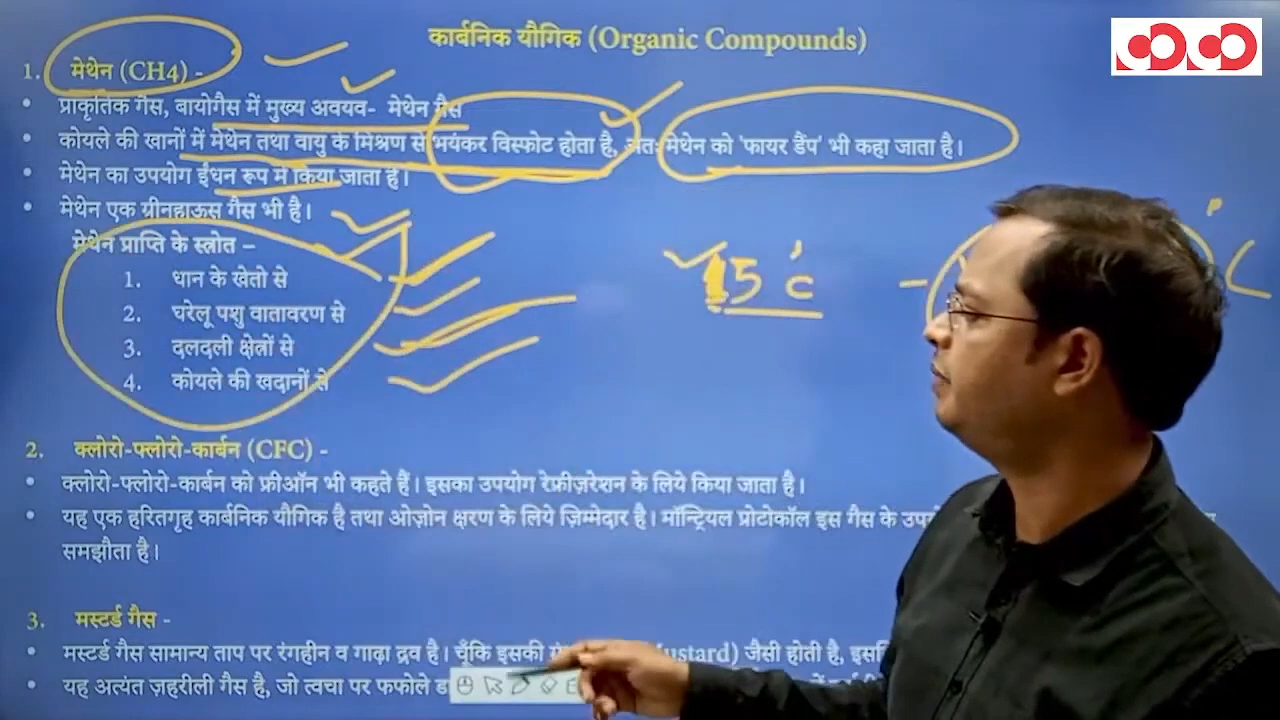 कार्बनिक यौगिक (Organic Compounds)
1. मेथेन (CH4) -
• प्राकृतिक गैस, बायोगैस में मुख्य अवयव- मेथेन गैस
• कोयले की खानों में मेथेन तथा वायु के मिश्रण से भयंकर विस्फोट होता है, अतः मेथेन को 'फायर डैंप' भी कहा जाता है।
• मेथेन का उपयोग ईंधन रूप में किया जाता है।
• मेथेन एक ग्रीनहाऊस गैस भी है।
मेथेन प्राप्ति के स्त्रोत –
1. धान के खेतो से
2. घरेलू पशु वातावरण से
3. दलदली क्षेत्रों से
4. कोयले की खदानों से
15°c
2. क्लोरो-फ्लोरो-कार्बन (CFC) -
• क्लोरो-फ्लोरो-कार्बन को फ्रीऑन भी कहते हैं। इसका उपयोग रेफ्रीज़रेशन के लिये किया जाता है।
• यह एक हरितगृह कार्बनिक यौगिक है तथा ओज़ोन क्षरण के लिये ज़िम्मेदार है। मॉन्ट्रियल प्रोटोकॉल इस गैस के
समझौता है।
3. मस्टर्ड गैस -
• मस्टर्ड गैस सामान्य ताप पर रंगहीन व गाढ़ा द्रव है। चूँकि इसकी जैसी होती है,
• यह अत्यंत ज़हरीली गैस है, जो त्वचा पर फफोले